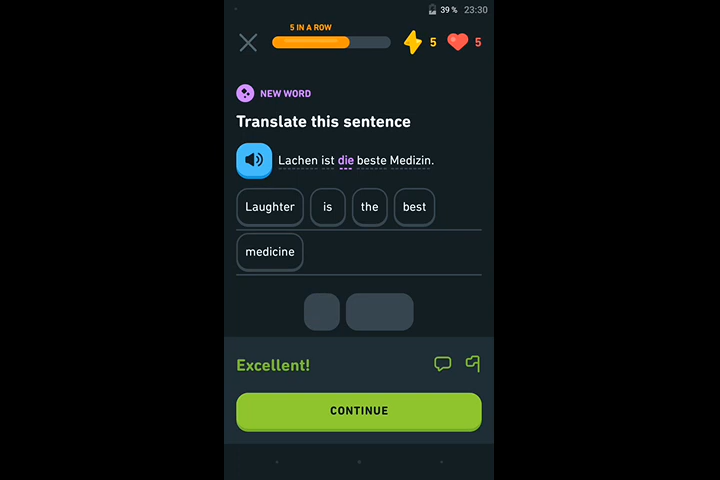 39 % 23:30
5 IN A ROW
5 5
NEW WORD
Translate this sentence
Lachen ist die beste Medizin.
Laughter is the best
medicine
Excellent!
CONTINUE